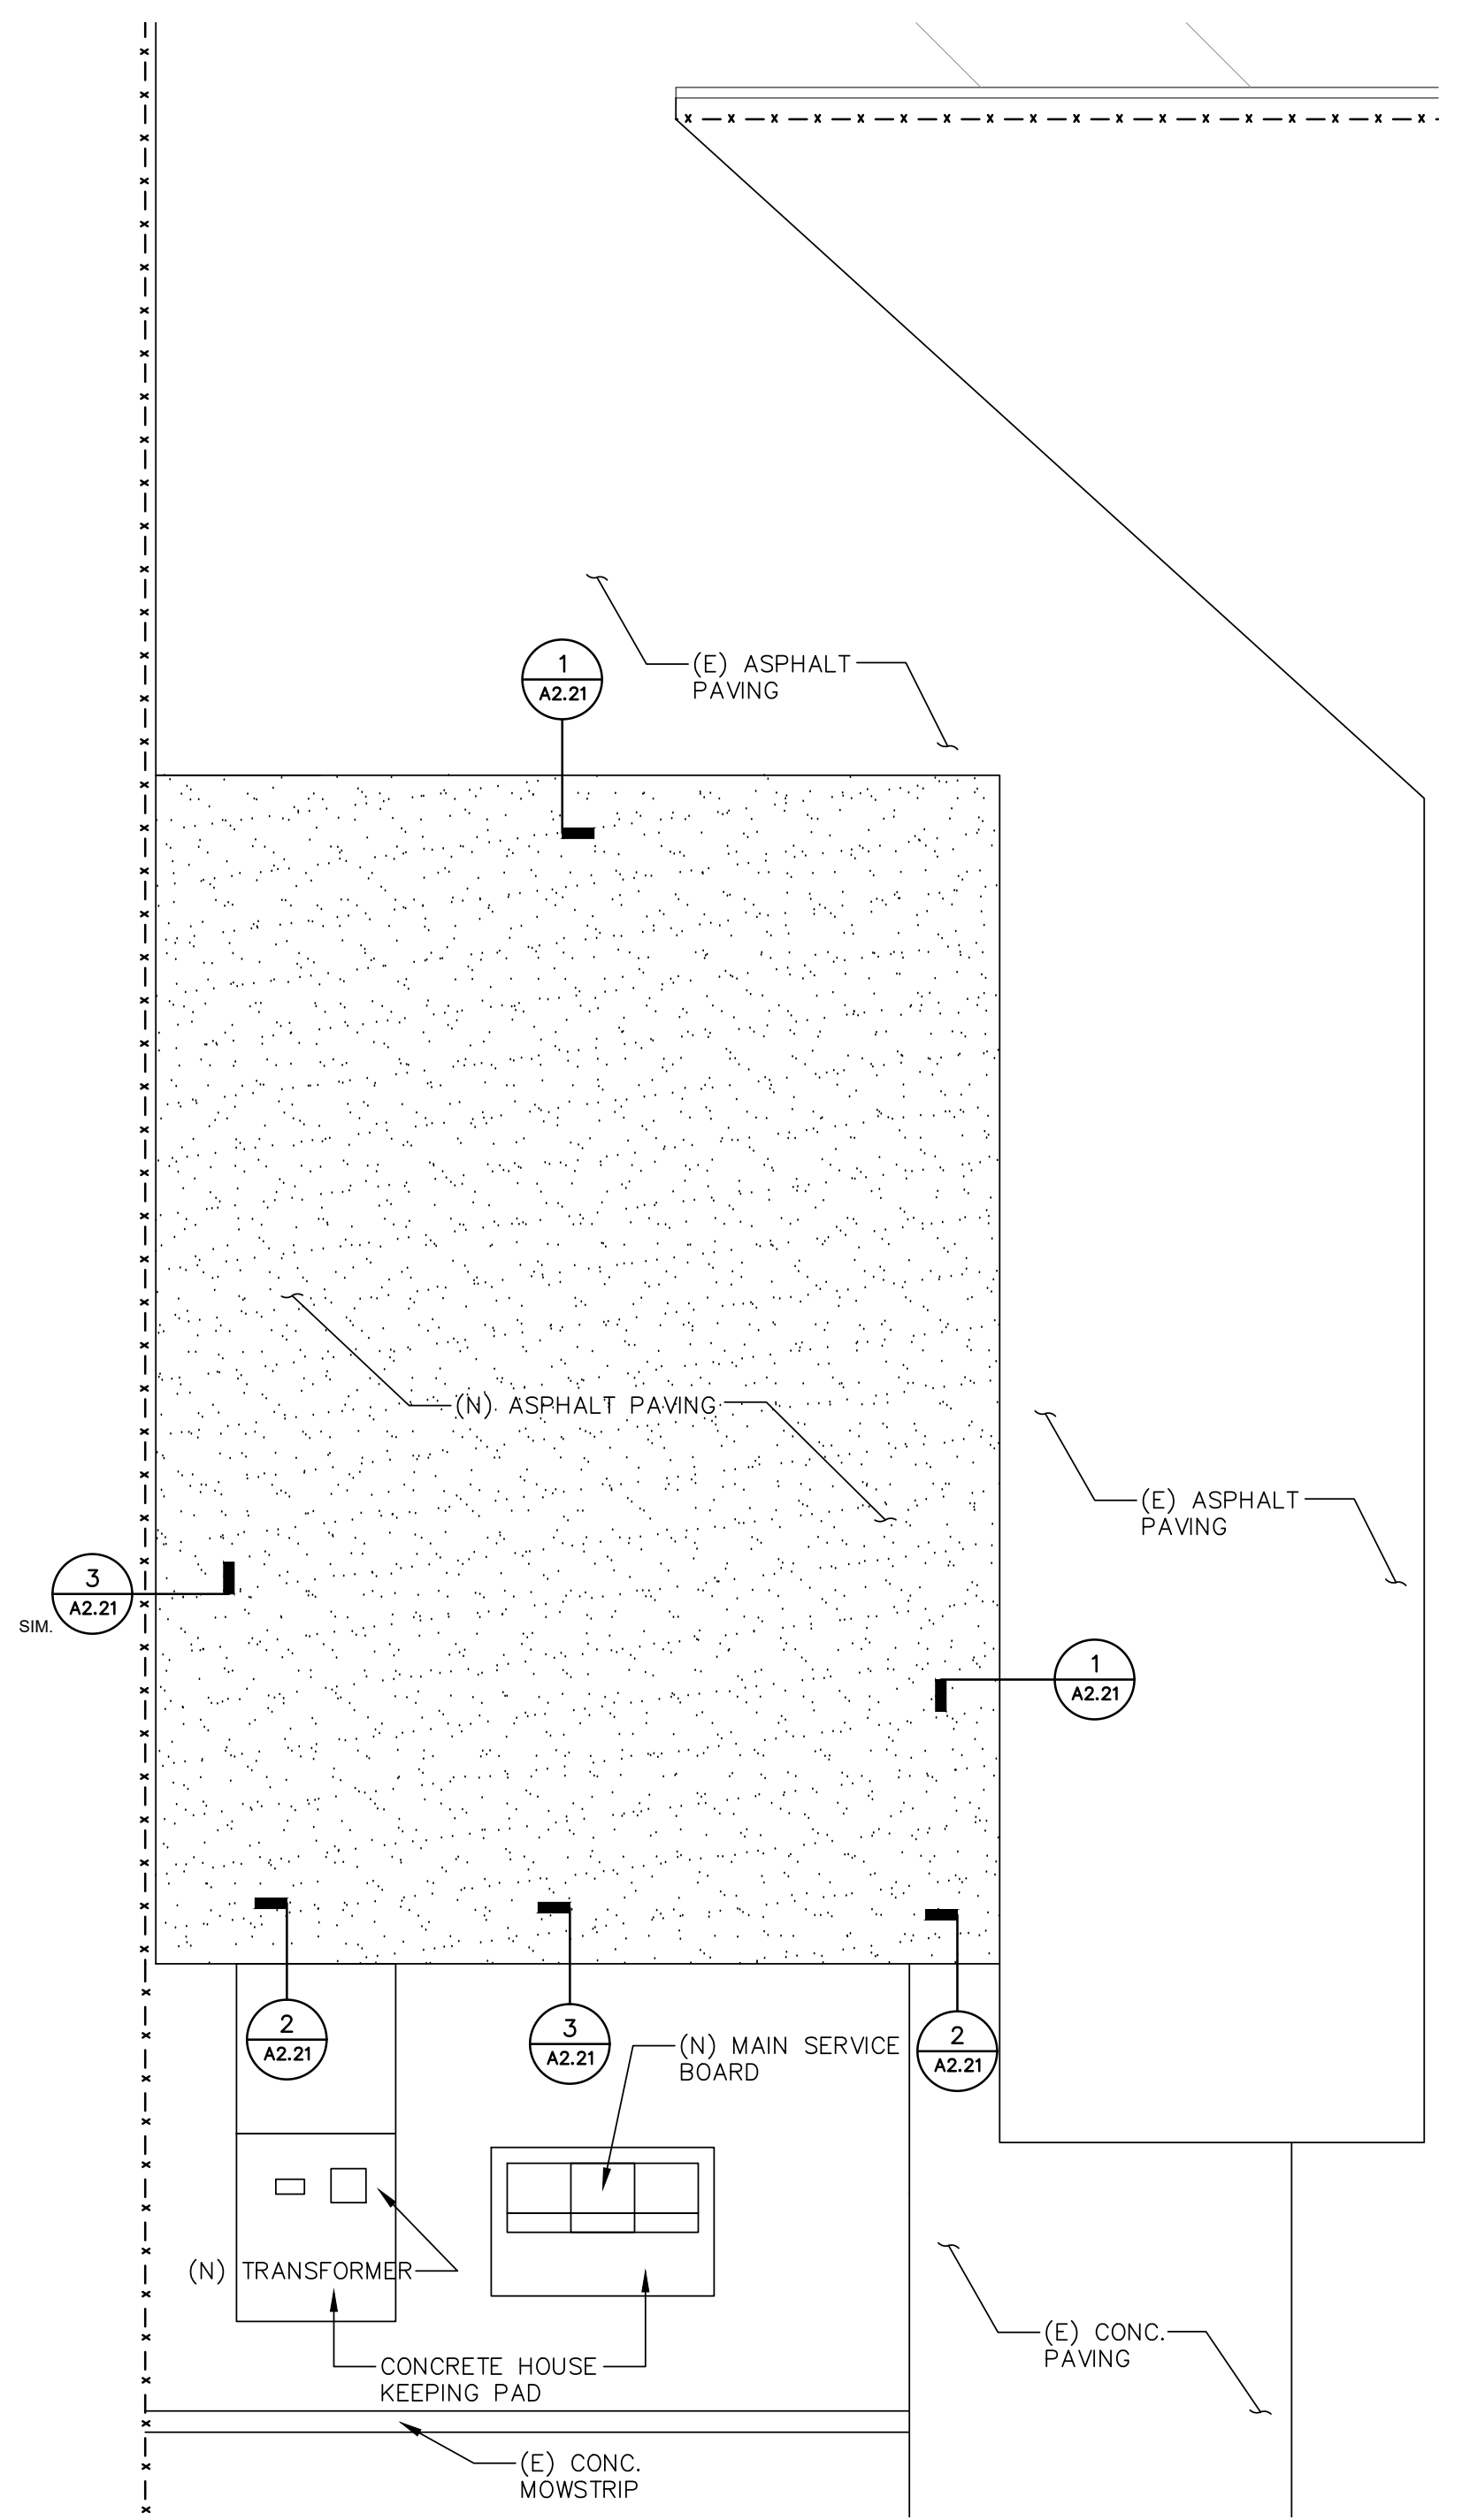 (E) ASPHALT
PAVING
1
A2.21
(N) ASPHALT PAVING
(E) ASPHALT
PAVING
3
A2.21
SIM.
1
A2.21
2
A2.21
3
A2.21
2
A2.21
(N) MAIN SERVICE
BOARD
(N) TRANSFORMER
(E) CONC.
PAVING
CONCRETE HOUSE
KEEPING PAD
(E) CONC.
MOWSTRIP